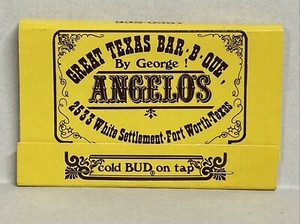 GREAT TEXAS BAR-B-QUE'
By George !
ANGELO'S
2533 White Settlement-Fort Worth-Texas
cold BUD on tap